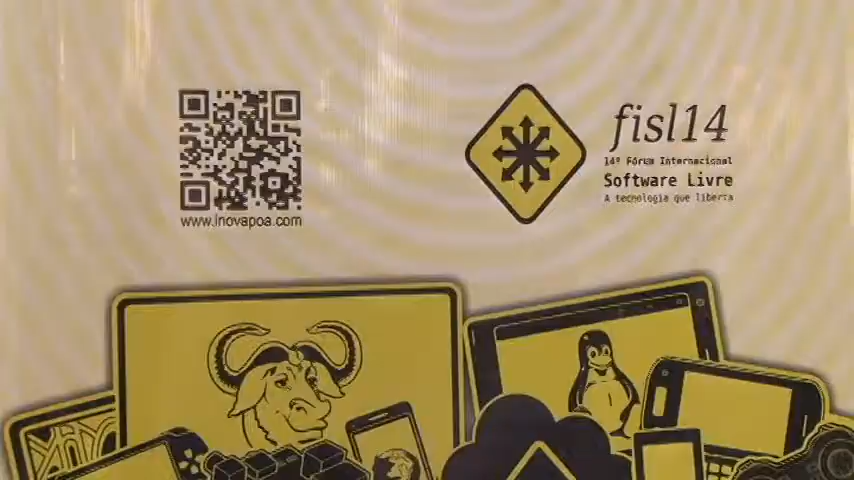 fisl14
14º Fórum Internacional
Software Livre
A tecnologia que liberta
www.inovapoa.com